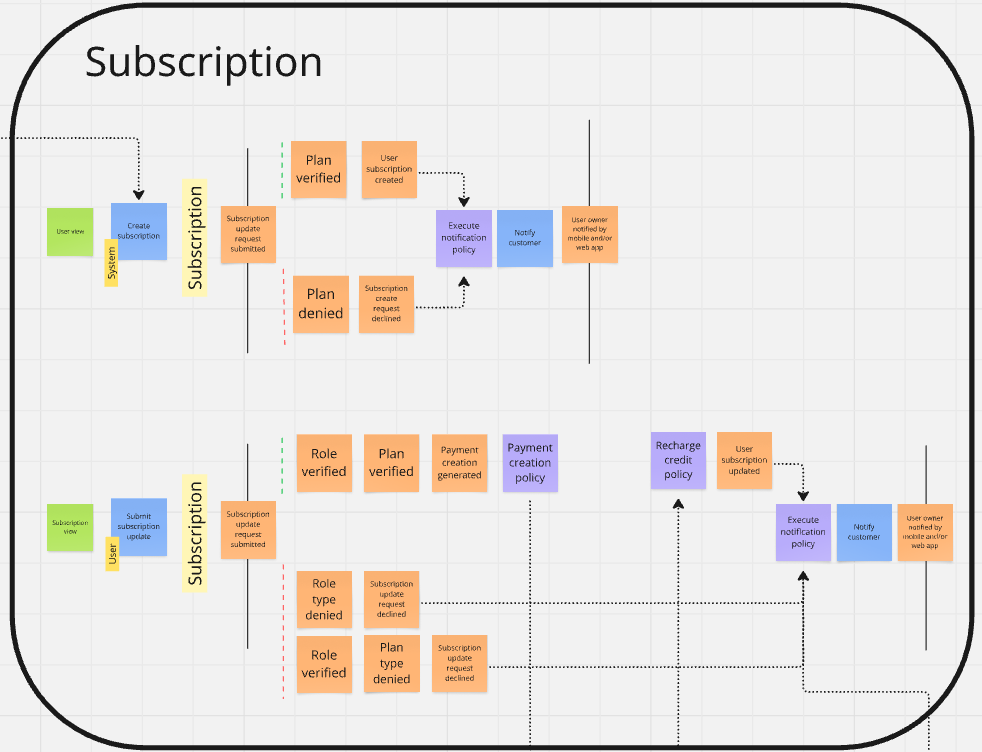 Subscription
Plan
verified
User
subscription
created
User view
Create
subscription
System
Subscription
Subscription
update
request
submitted
Execute
notification
policy
Notify
customer
User owner
notified by
mobile and/or
web app
Plan
denied
Subscription
create
request
declined
Role
verified
Plan
verified
Payment
creation
generated
Payment
creation
policy
Recharge
credit
policy
User
subscription
updated
Subscription
view
Submit
subscription
update
User
Subscription
Subscription
update
request
submitted
Execute
notification
policy
Notify
customer
User owner
notified by
mobile and/or
web app
Role
type
denied
Subscription
update
request
declined
Role
verified
Plan
type
denied
Subscription
update
request
declined